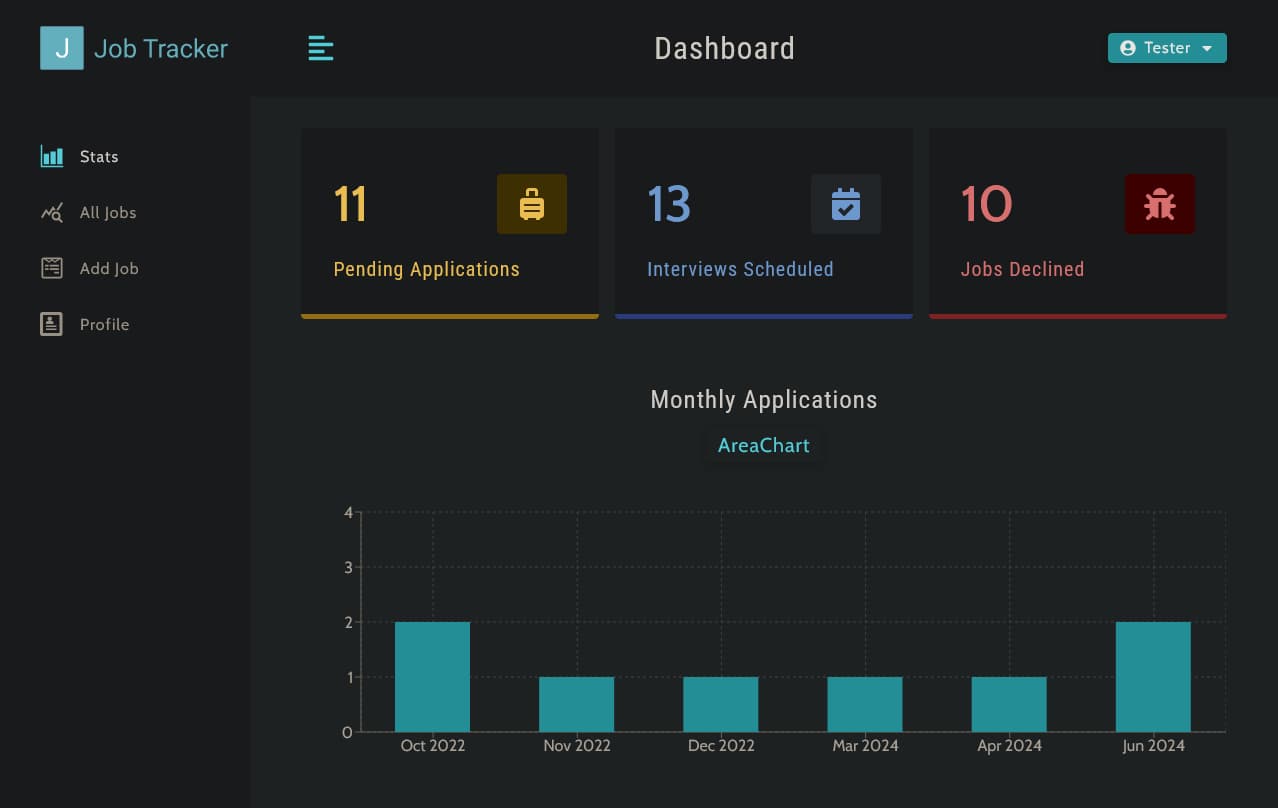 J Job Tracker
Dashboard
Tester
Stats
All Jobs
Add Job
Profile
11
Pending Applications
13
Interviews Scheduled
10
Jobs Declined
Monthly Applications
AreaChart
4
3
2
1
0
Oct 2022 Nov 2022 Dec 2022 Mar 2024 Apr 2024 Jun 2024